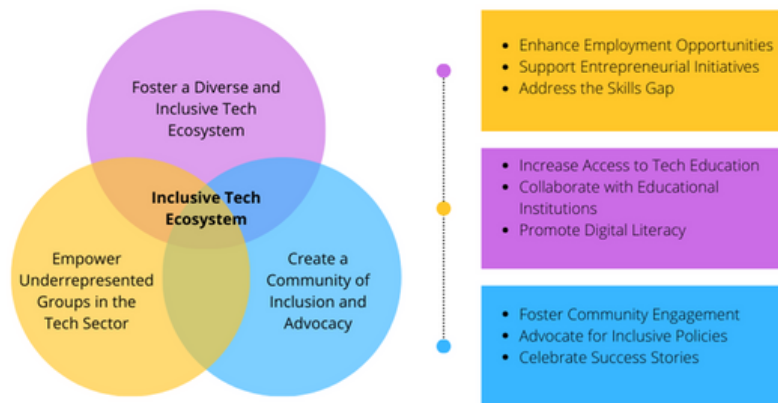 Foster a Diverse and
Inclusive Tech
Ecosystem
Inclusive Tech
Ecosystem
Empower
Underrepresented
Groups in the
Tech Sector
Create a
Community of
Inclusion and
Advocacy
• Enhance Employment Opportunities
• Support Entrepreneurial Initiatives
• Address the Skills Gap
• Increase Access to Tech Education
• Collaborate with Educational
Institutions
• Promote Digital Literacy
• Foster Community Engagement
• Advocate for Inclusive Policies
• Celebrate Success Stories